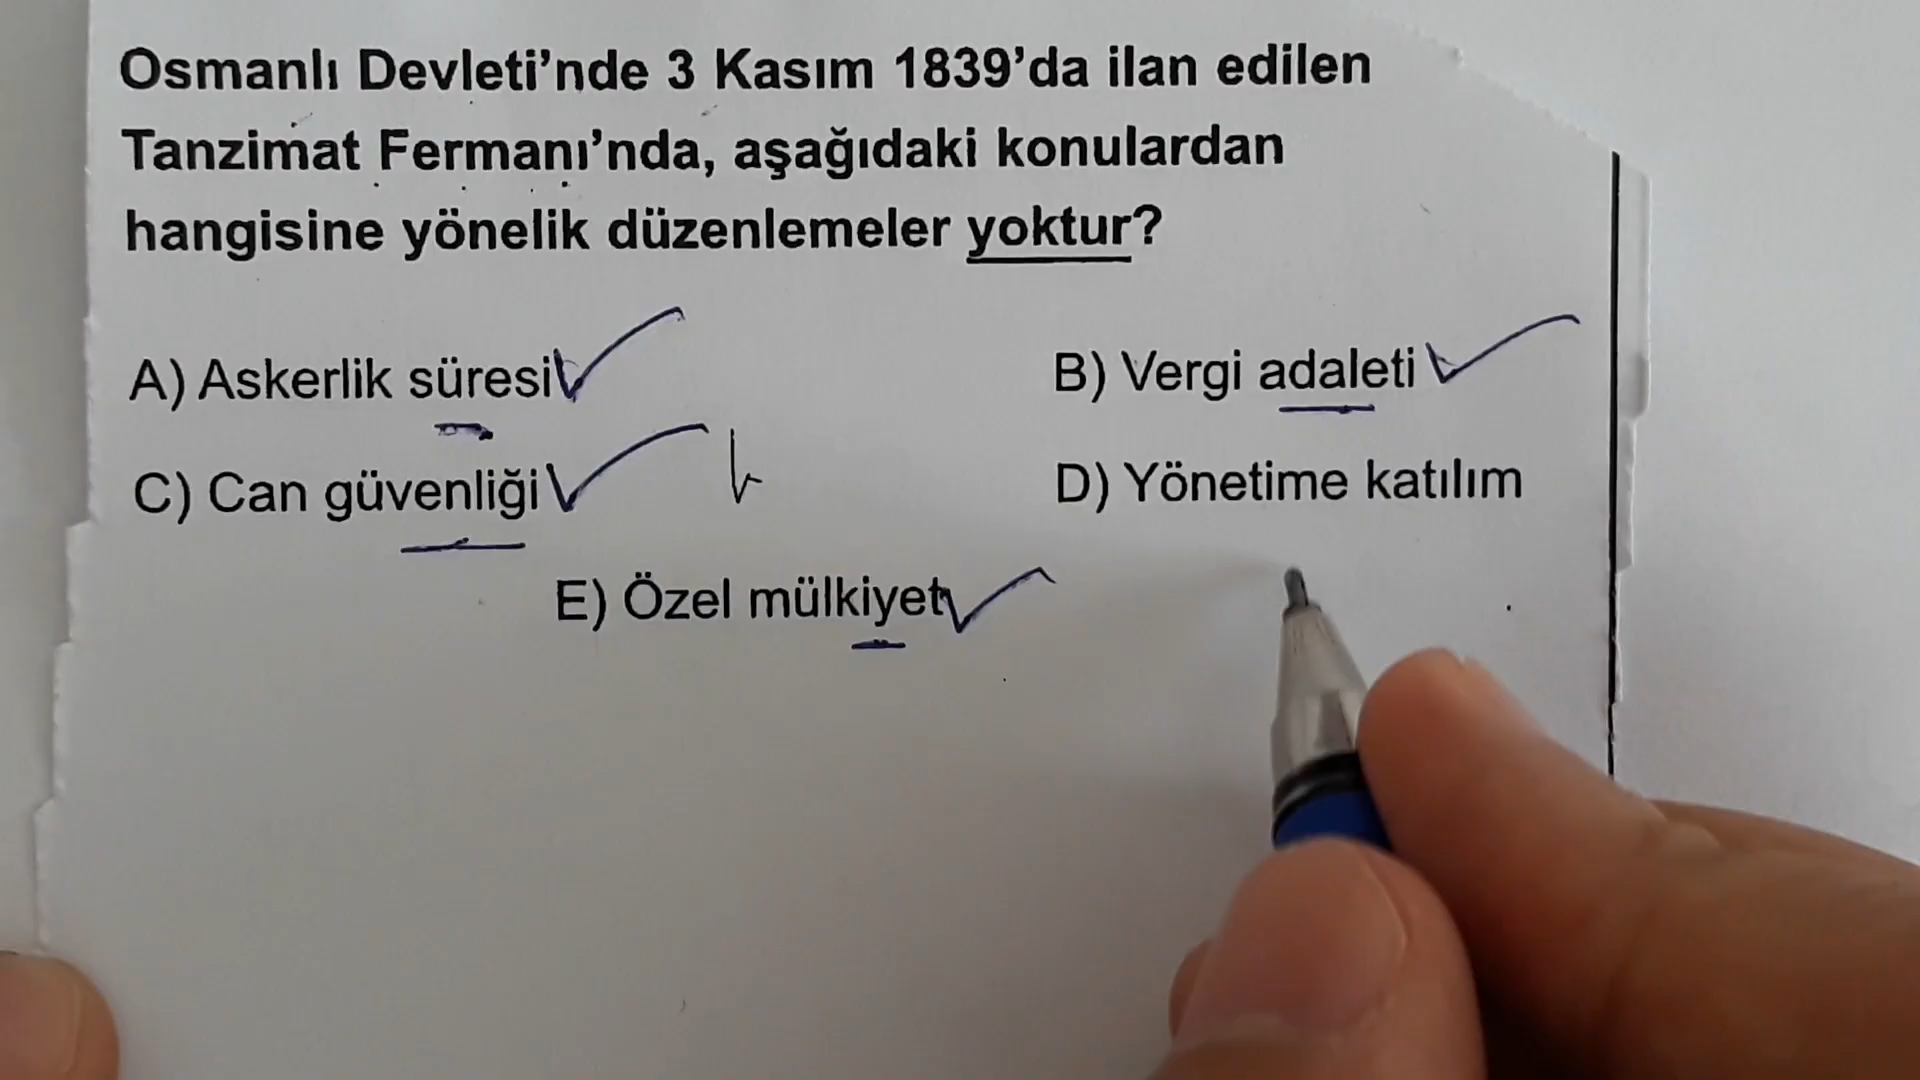 Osmanlı Devleti’nde 3 Kasım 1839’da ilan edilen
Tanzimat Fermanı’nda, aşağıdaki konulardan
hangisine yönelik düzenlemeler yoktur?
A) Askerlik süresi B) Vergi adaleti
C) Can güvenliği D) Yönetime katılım
E) Özel mülkiyet